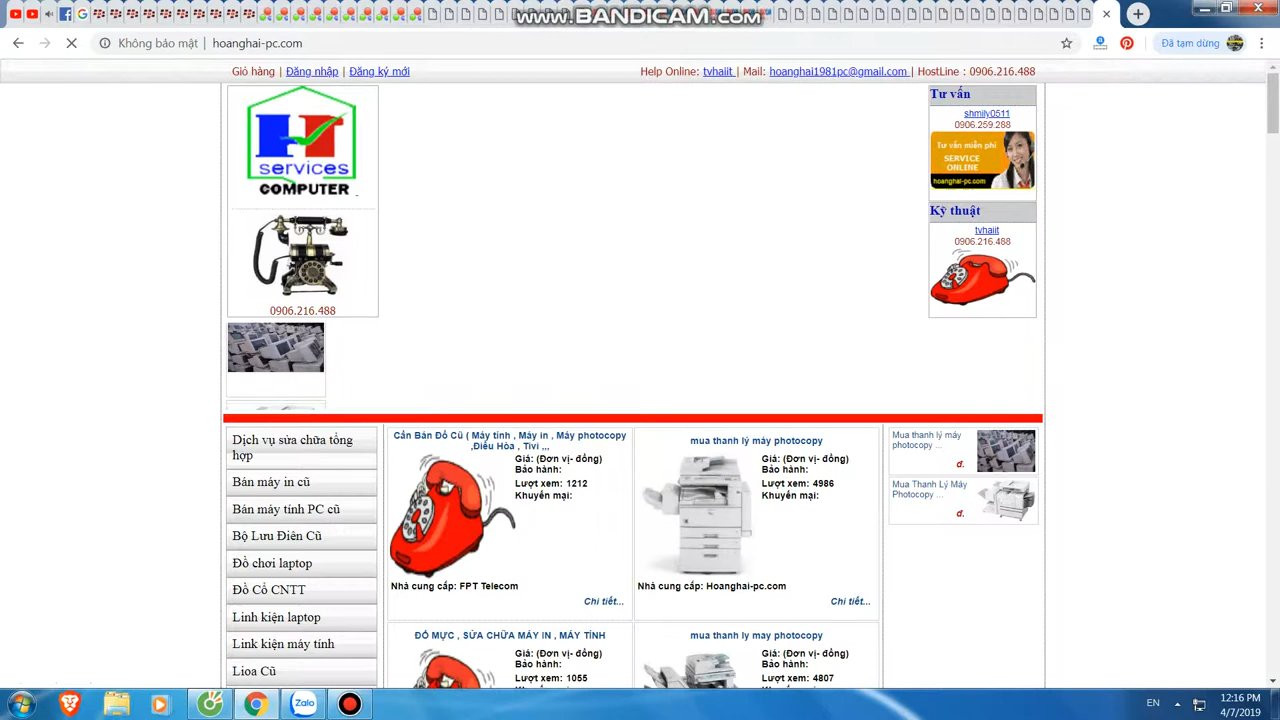 www.BANDICAM.com
Không bảo mật | hoanghai-pc.com
Đã tạm dừng
Giỏ hàng | Đăng nhập | Đăng ký mới
Help Online: tvhaiit | Mail: hoanghai1981pc@gmail.com | HostLine : 0906.216.488
H
services
COMPUTER
0906.216.488
Tư vấn
shmily0511
0906.259.288
Tư vấn miễn phí
SERVICE
ONLINE
hoanghai-pc.com
Kỹ thuật
tvhaiit
0906.216.488
Dịch vụ sửa chữa tổng
hợp
Bán máy in cũ
Bán máy tính PC cũ
Bộ Lưu Điên Cũ
Đồ chơi laptop
Đồ Cổ CNTT
Linh kiện laptop
Link kiện máy tính
Lioa Cũ
Cần Bán Đồ Cũ ( Máy tính , Máy in , Máy photocopy
,Điều Hòa , Tivi ,,,
Giá: (Đơn vị- đồng)
Bảo hành:
Lượt xem: 1212
Khuyến mại:
Nhà cung cấp: FPT Telecom
Chi tiết...
mua thanh lý máy photocopy
Giá: (Đơn vị- đồng)
Bảo hành:
Lượt xem: 4986
Khuyến mại:
Nhà cung cấp: Hoanghai-pc.com
Chi tiết...
ĐỔ MỰC , SỬA CHỮA MÁY IN , MÁY TÍNH
Giá: (Đơn vị- đồng)
Bảo hành:
Lượt xem: 1055
Khuyến mại:
mua thanh ly may photocopy
Giá: (Đơn vị- đồng)
Bảo hành:
Lượt xem: 4807
Khuyến mại:
Mua thanh lý máy
photocopy ...
đ.
Mua Thanh Lý Máy
Photocopy ...
đ.
Zalo
EN
12:16 PM
4/7/2019